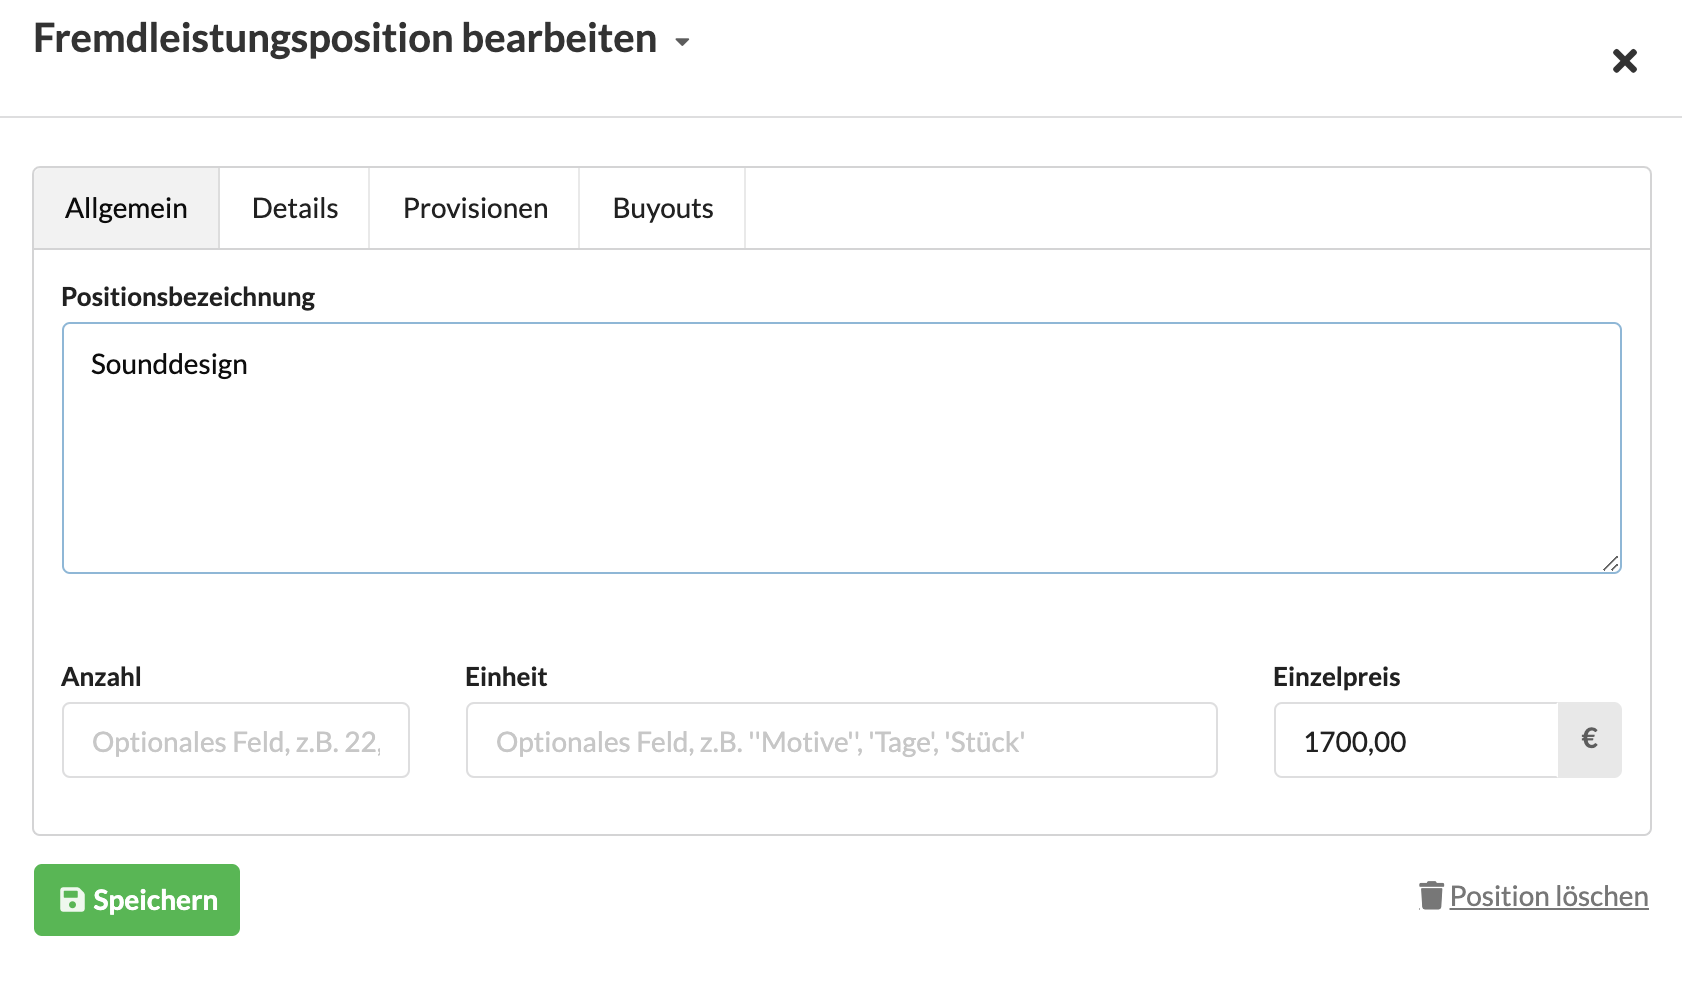 Fremdleistungsposition bearbeiten
Allgemein Details Provisionen Buyouts
Positionsbezeichnung
Sounddesign
Anzahl Einheit Einzelpreis
Optionales Feld, z.B. 22, Optionales Feld, z.B. "Motive", 'Tage', 'Stück' 1700,00 €
Speichern Position löschen